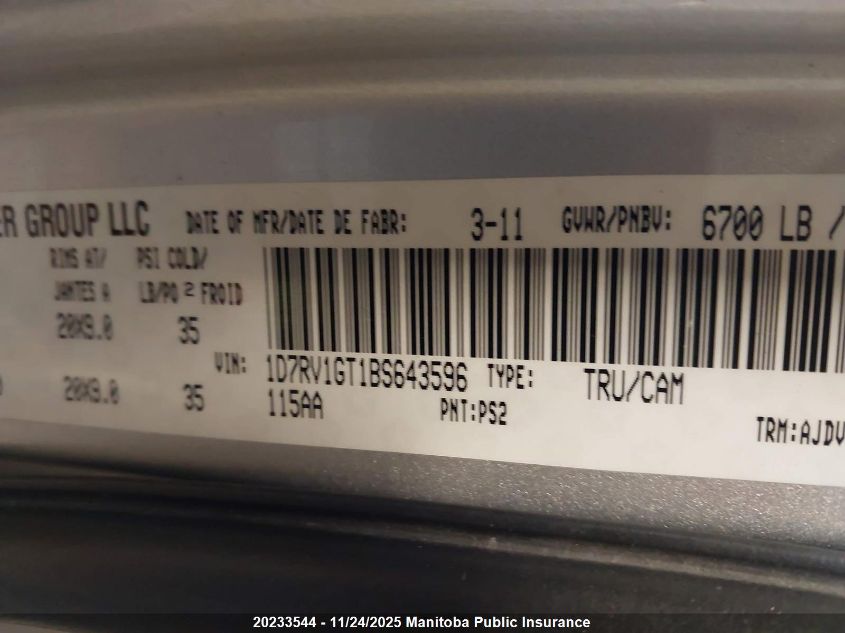 ER GROUP LLC DATE OF MFR/DATE DE FABR: 3-11 GVWR/PNBV: 6700 LB /
RIMS AT/ PSI COLD/
JANTES A LB/PO 2 FROID
20X9.0 35
VIN: 1D7RV1GT1BS643596 TYPE: TRU/CAM
20X9.0 35 115AA PNT:PS2 TRM:AJDV
20233544 - 11/24/2025 Manitoba Public Insurance